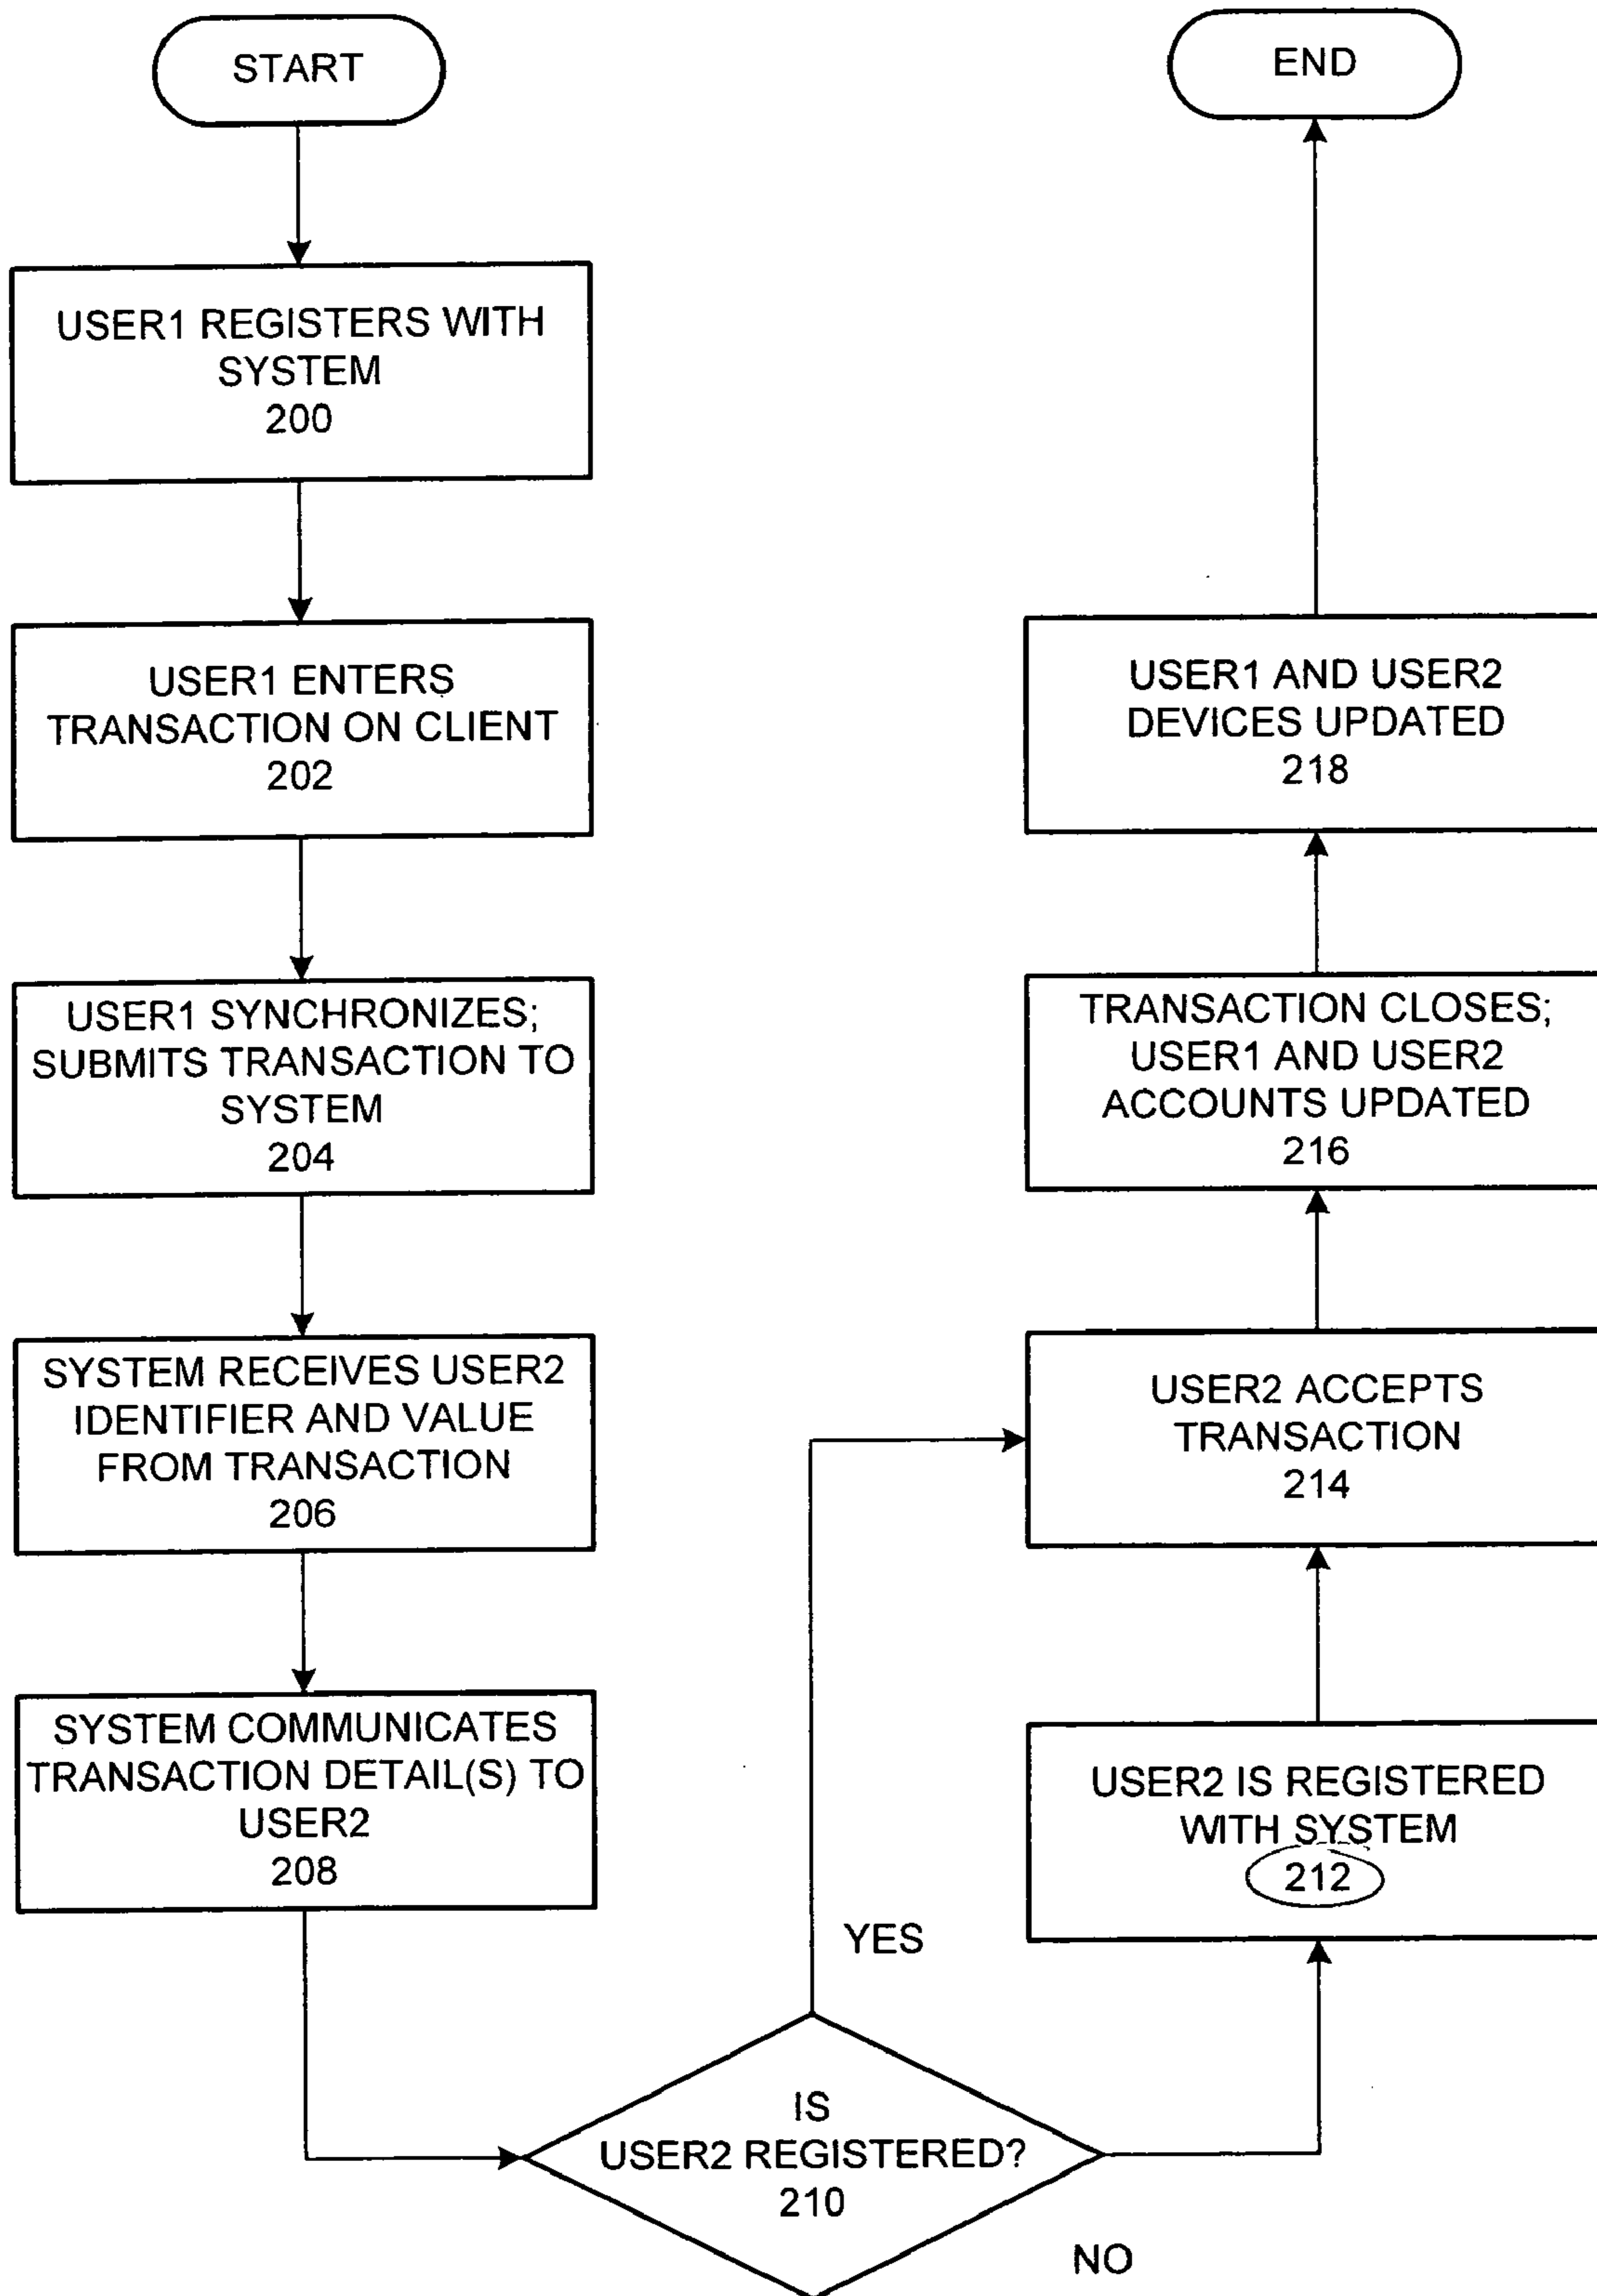 START
USER1 REGISTERS WITH
SYSTEM
200
USER1 ENTERS
TRANSACTION ON CLIENT
202
USER1 SYNCHRONIZES;
SUBMITS TRANSACTION TO
SYSTEM
204
SYSTEM RECEIVES USER2
IDENTIFIER AND VALUE
FROM TRANSACTION
206
SYSTEM COMMUNICATES
TRANSACTION DETAIL(S) TO
USER2
208
IS
USER2 REGISTERED?
210
YES
NO
USER2 IS REGISTERED
WITH SYSTEM
212
USER2 ACCEPTS
TRANSACTION
214
TRANSACTION CLOSES;
USER1 AND USER2
ACCOUNTS UPDATED
216
USER1 AND USER2
DEVICES UPDATED
218
END